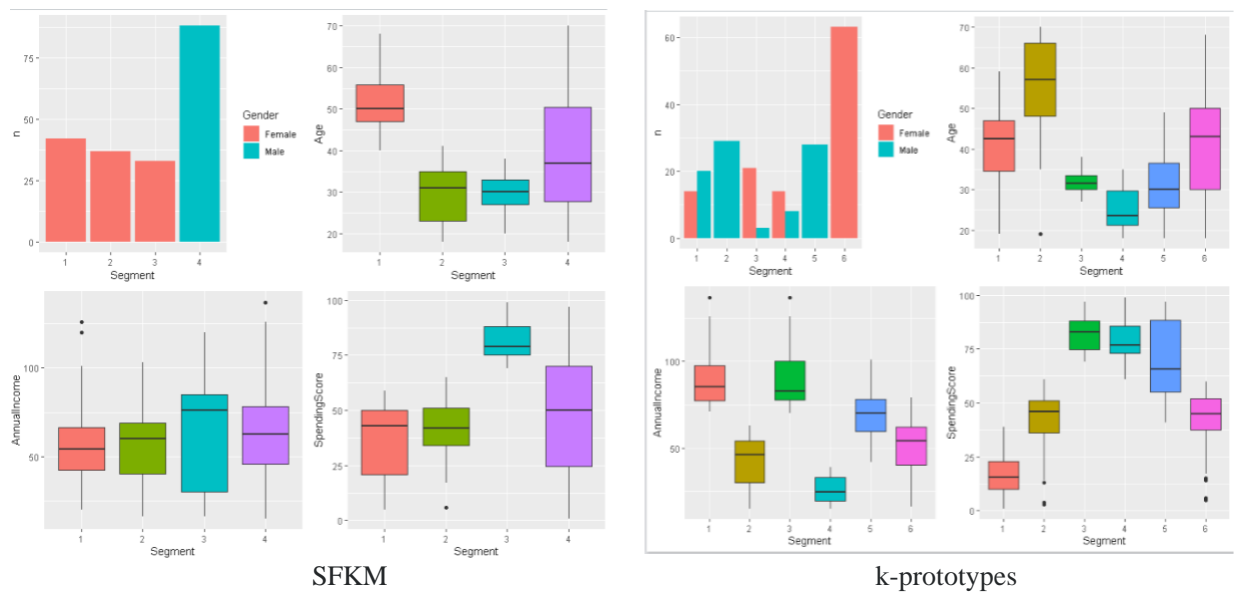 75
50
25
0
n
1 2 3 4
Segment
Gender
Female
Male
70
60
50
40
30
20
Age
1 2 3 4
Segment
100
50
AnnualIncome
1 2 3 4
Segment
100
75
50
25
0
SpendingScore
1 2 3 4
Segment
SFKM
60
40
20
0
n
1 2 3 4 5 6
Segment
Gender
Female
Male
70
60
50
40
30
20
Age
1 2 3 4 5 6
Segment
100
50
AnnualIncome
1 2 3 4 5 6
Segment
100
75
50
25
0
SpendingScore
1 2 3 4 5 6
Segment
k-prototypes